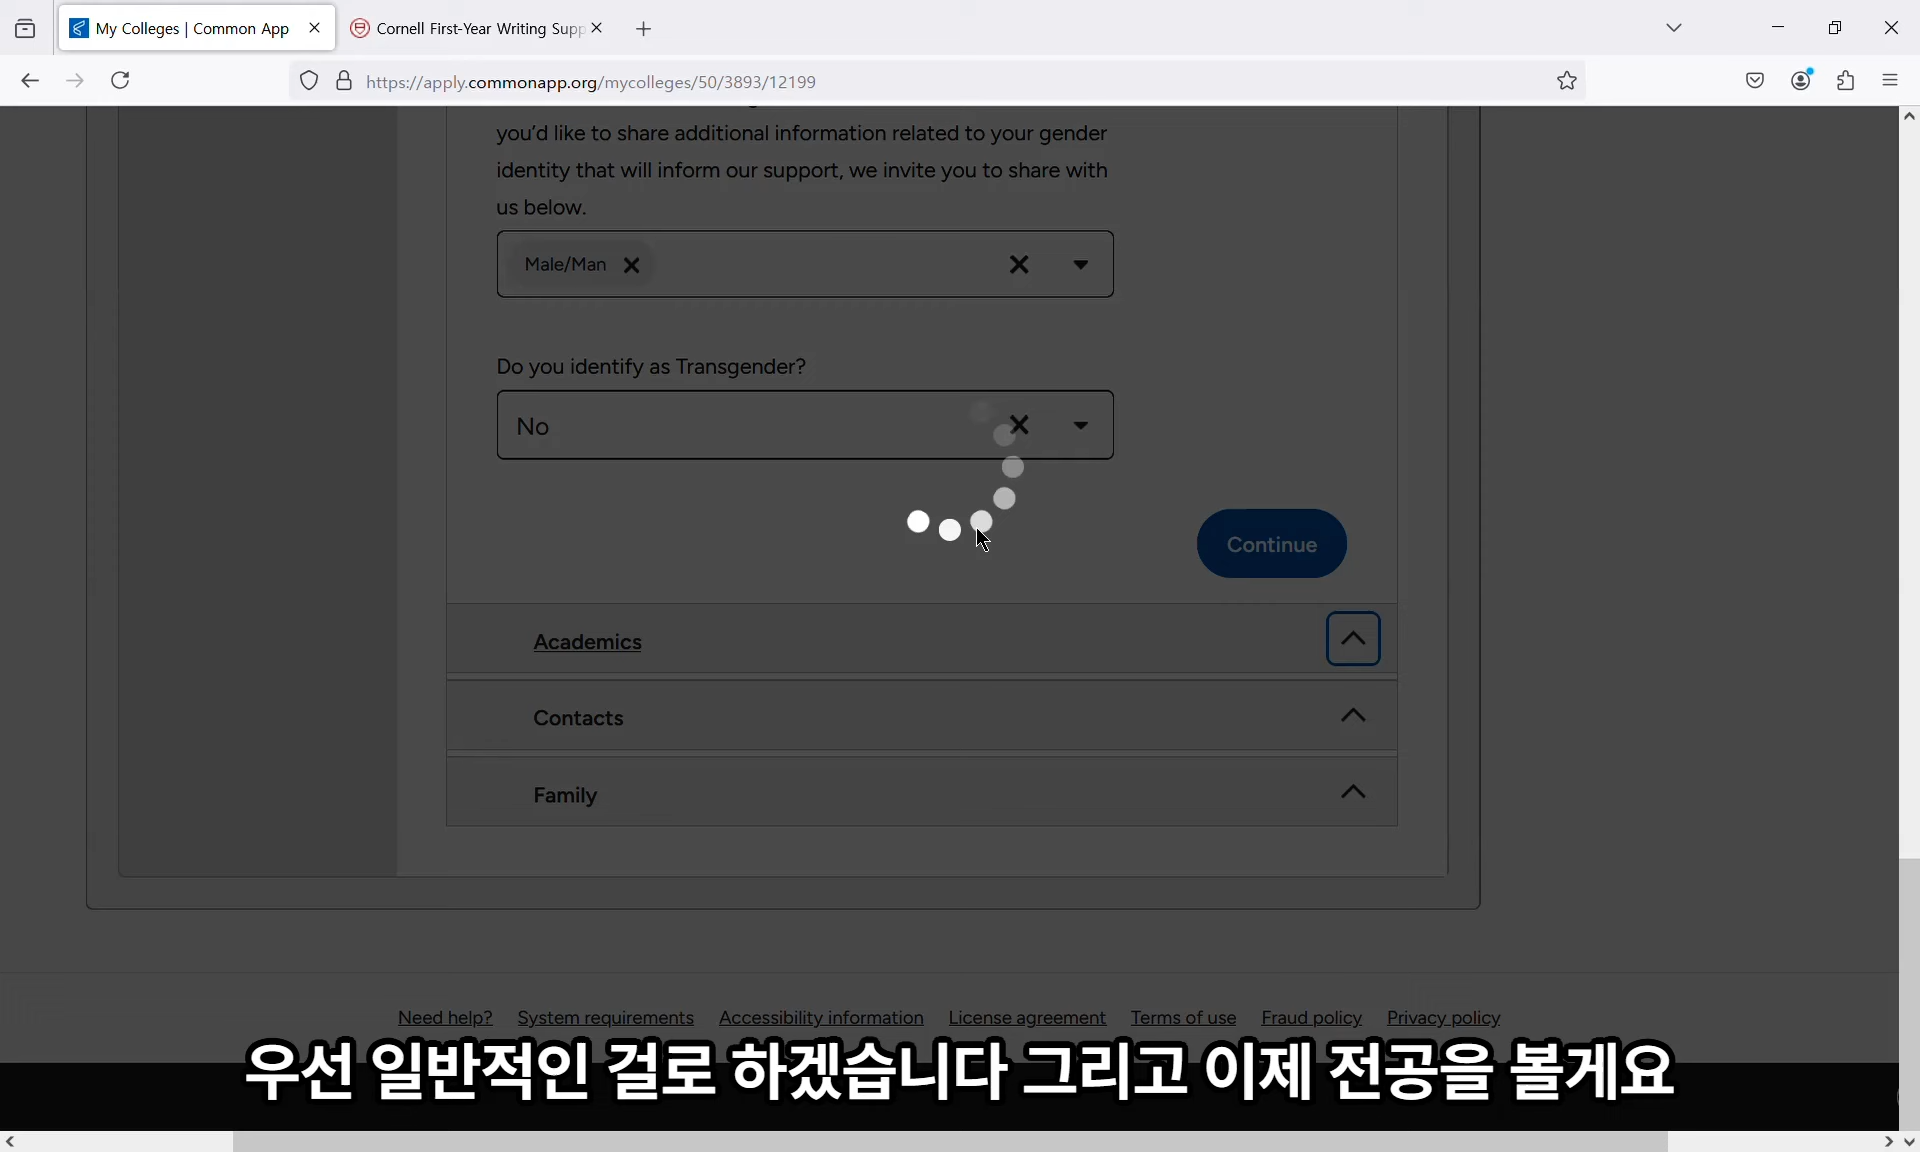 My Colleges | Common App
Cornell First-Year Writing Supp
https://apply.commonapp.org/mycolleges/50/3893/12199
you'd like to share additional information related to your gender
identity that will inform our support, we invite you to share with
us below.
Male/Man
Do you identify as Transgender?
No
Continue
Academics
Contacts
Family
Need help? System requirements Accessibility information License agreement Terms of use Fraud policy Privacy policy
우선 일반적인 걸로 하겠습니다 그리고 이제 전공을 볼게요